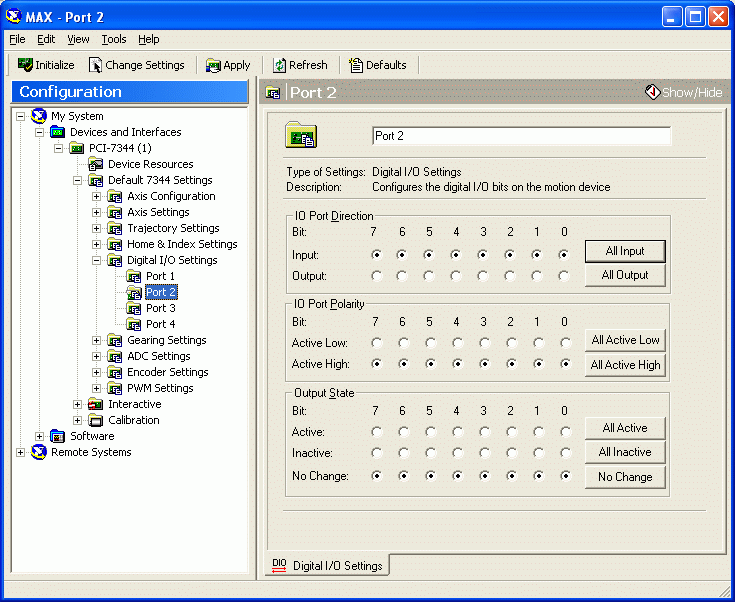 MAX - Port 2
File Edit View Tools Help
Initialize Change Settings Apply Refresh Defaults
Configuration
My System
Devices and Interfaces
PCI-7344 (1)
Device Resources
Default 7344 Settings
Axis Configuration
Axis Settings
Trajectory Settings
Home & Index Settings
Digital I/O Settings
Port 1
Port 2
Port 3
Port 4
Gearing Settings
ADC Settings
Encoder Settings
PWM Settings
Interactive
Calibration
Software
Remote Systems
Port 2 Show/Hide
Port 2
Type of Settings: Digital I/O Settings
Description: Configures the digital I/O bits on the motion device
IO Port Direction
Bit: 7 6 5 4 3 2 1 0
Input: All Input
Output: All Output
IO Port Polarity
Bit: 7 6 5 4 3 2 1 0
Active Low: All Active Low
Active High: All Active High
Output State
Bit: 7 6 5 4 3 2 1 0
Active: All Active
Inactive: All Inactive
No Change: No Change
DIO Digital I/O Settings